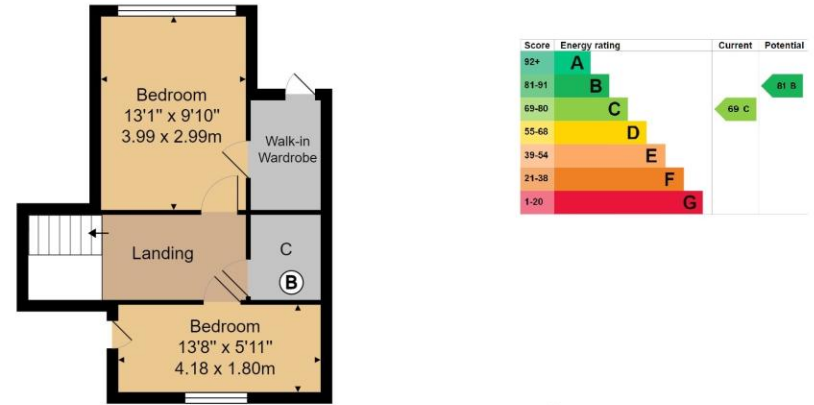 Bedroom
13'1" x 9'10"
3.99 x 2.99m
Walk-in
Wardrobe
Landing
C
B
Bedroom
13'8" x 5'11"
4.18 x 1.80m
Score Energy rating Current Potential
92+ A
81-91 B 81 B
69-80 C 69 C
55-68 D
39-54 E
21-38 F
1-20 G